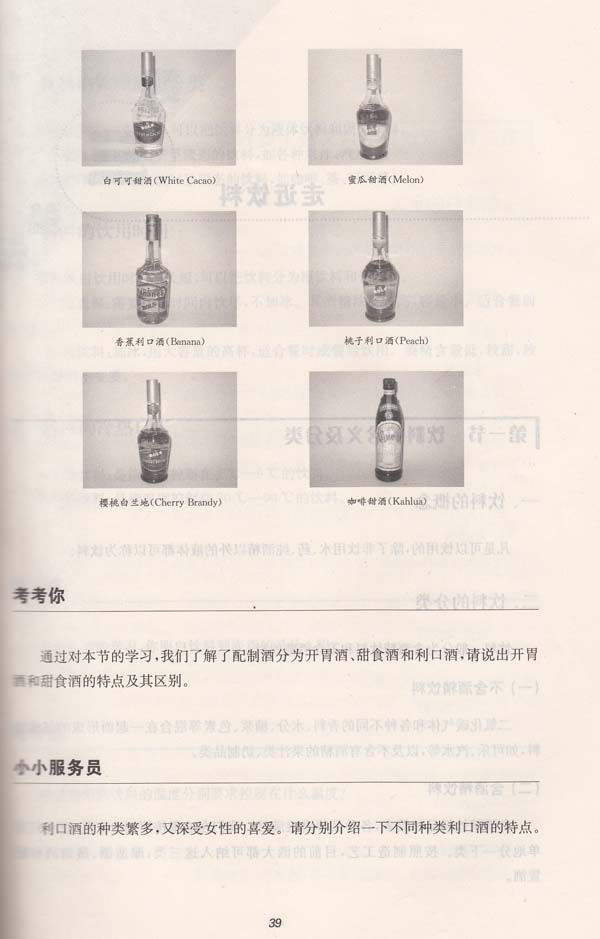 白可可甜酒(White Cacao)
蜜瓜甜酒(Melon)
香蕉利口酒(Banana)
桃子利口酒(Peach)
樱桃白兰地(Cherry Brandy)
咖啡甜酒(Kahlua)
考考你
通过对本节的学习,我们了解了配制酒分为开胃酒、甜食酒和利口酒,请说出开胃
酒和甜食酒的特点及其区别。
小小服务员
利口酒的种类繁多,又深受女性的喜爱。请分别介绍一下不同种类利口酒的特点。
39